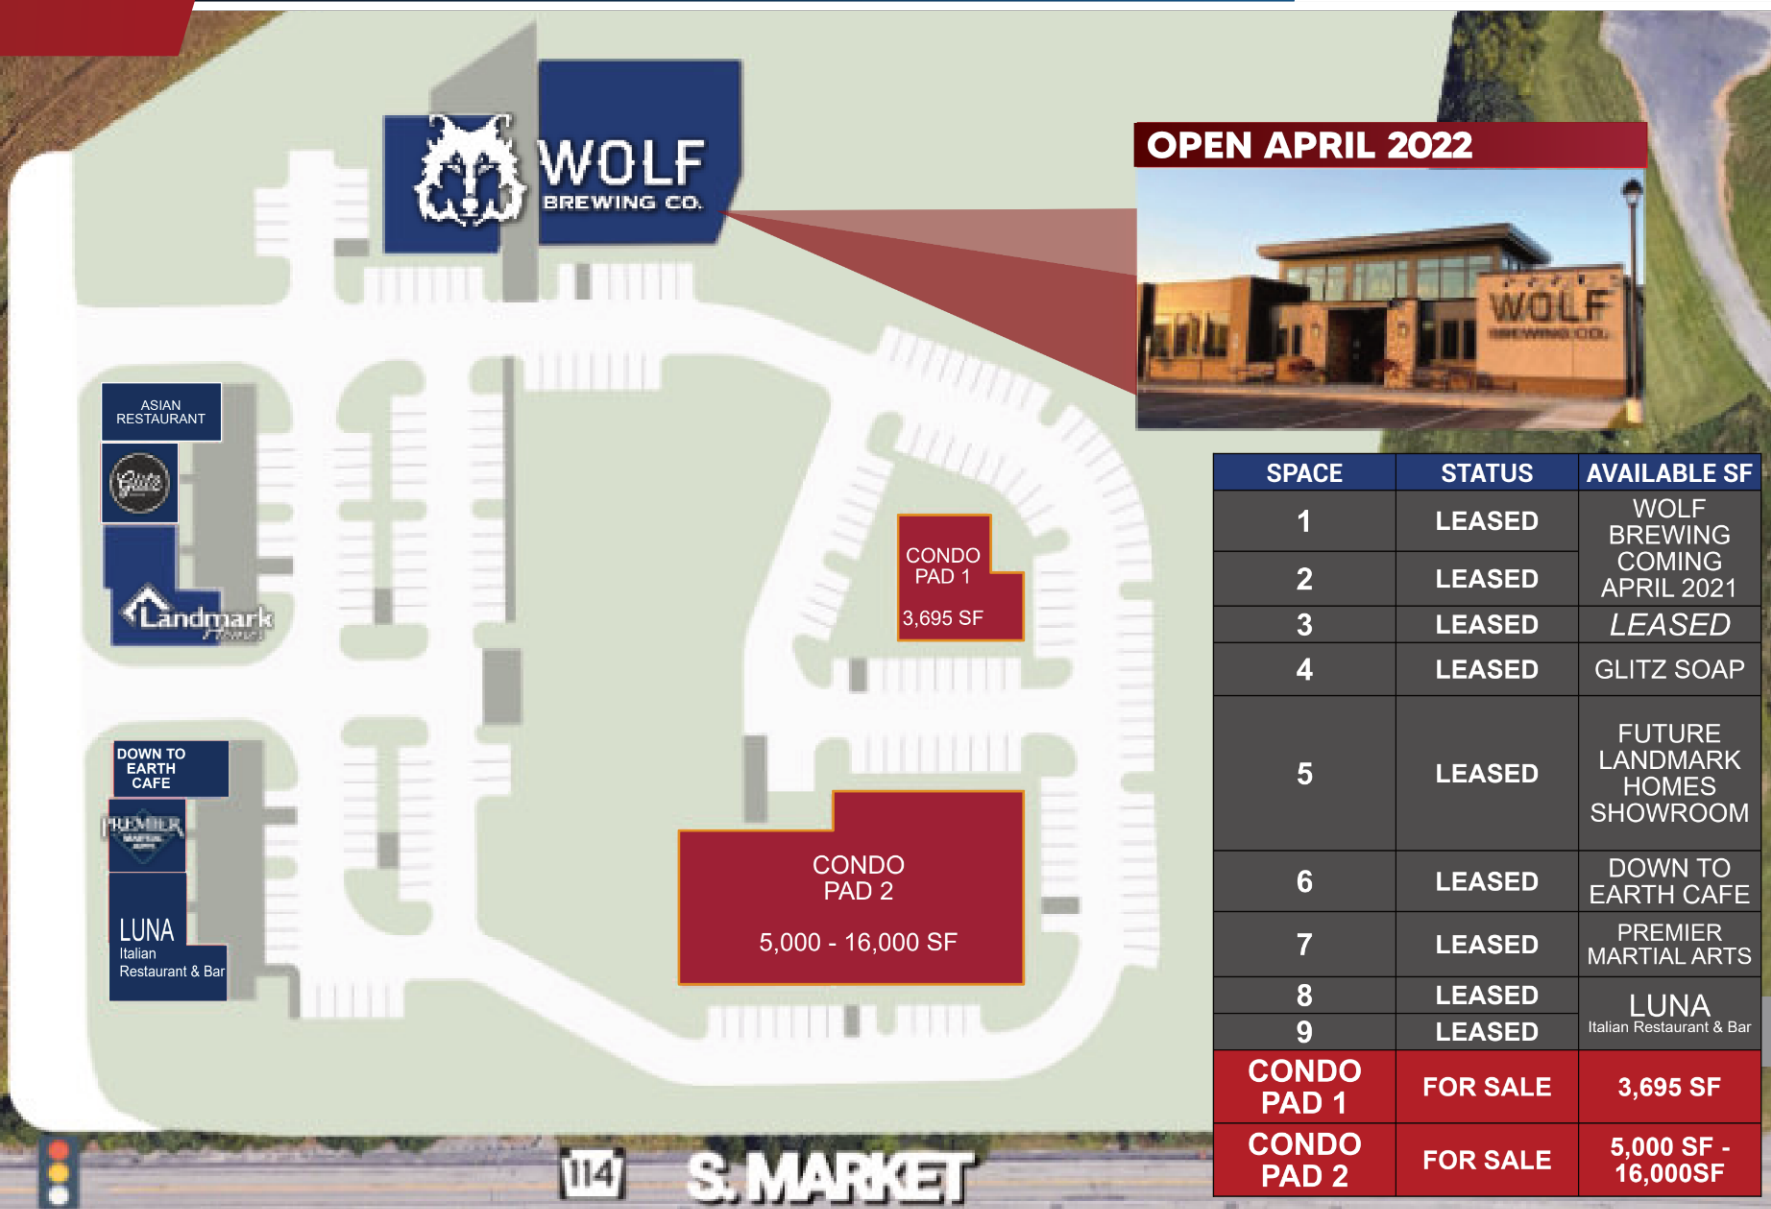 WOLF
BREWING CO.
OPEN APRIL 2022
WOLF
BREWING CO.
ASIAN
RESTAURANT
Glitz
Landmark
Homes
DOWN TO
EARTH
CAFE
PREMIER
MARTIAL
ARTS
LUNA
Italian
Restaurant & Bar
CONDO
PAD 1
3,695 SF
CONDO
PAD 2
5,000 - 16,000 SF
114
S. MARKET
SPACE STATUS AVAILABLE SF
1 LEASED
2 LEASED
WOLF
BREWING
COMING
APRIL 2021
3 LEASED LEASED
4 LEASED GLITZ SOAP
5 LEASED
FUTURE
LANDMARK
HOMES
SHOWROOM
6 LEASED
DOWN TO
EARTH CAFE
7 LEASED
PREMIER
MARTIAL ARTS
8 LEASED
9 LEASED
LUNA
Italian Restaurant & Bar
CONDO
PAD 1
FOR SALE
3,695 SF
CONDO
PAD 2
FOR SALE
5,000 SF -
16,000SF